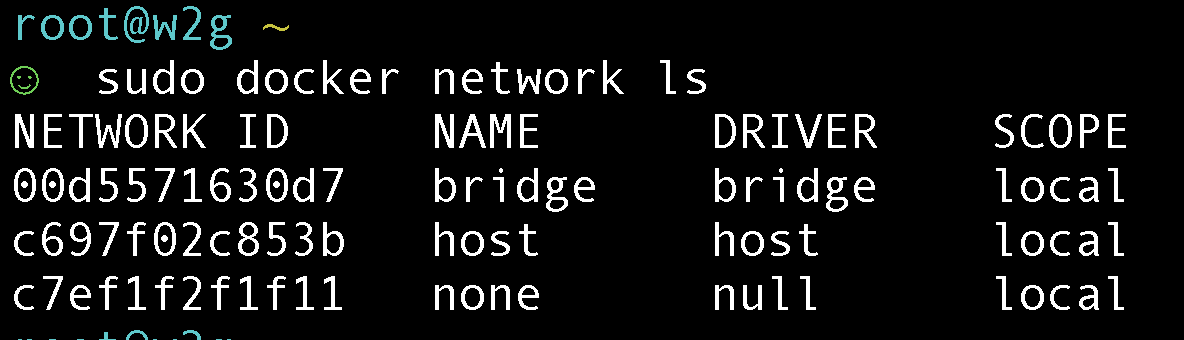 root@w2g ~
☺ sudo docker network ls
NETWORK ID NAME DRIVER SCOPE
00d5571630d7 bridge bridge local
c697f02c853b host host local
c7ef1f2f1f11 none null local